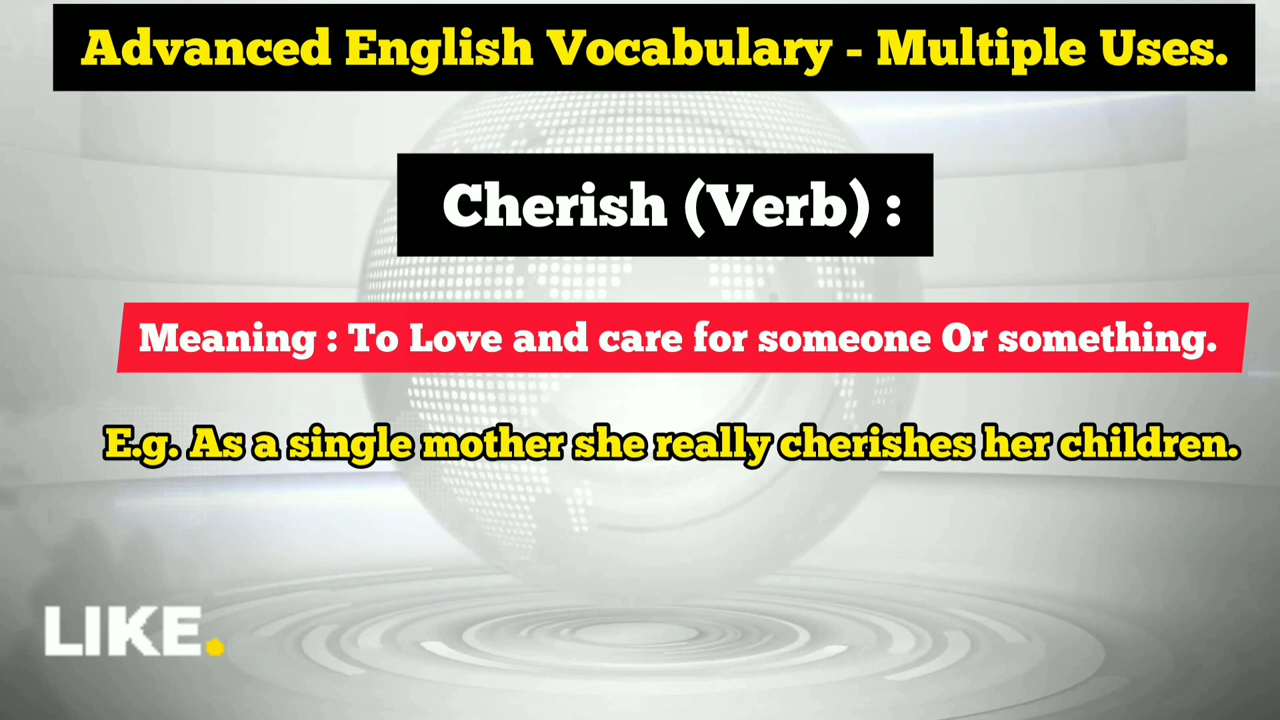 Advanced English Vocabulary - Multiple Uses.
Cherish (Verb) :
Meaning : To Love and care for someone Or something.
E.g. As a single mother she really cherishes her children.
LIKE.